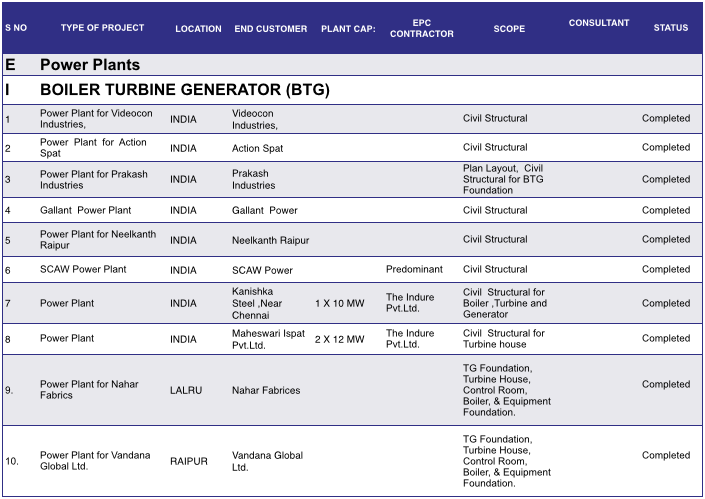 S NO TYPE OF PROJECT LOCATION END CUSTOMER PLANT CAP: EPC CONTRACTOR SCOPE CONSULTANT STATUS
E Power Plants
I BOILER TURBINE GENERATOR (BTG)
1 Power Plant for Videocon Industries, INDIA Videocon Industries, Civil Structural Completed
2 Power Plant for Action Spat INDIA Action Spat Civil Structural Completed
3 Power Plant for Prakash Industries INDIA Prakash Industries Plan Layout, Civil Structural for BTG Foundation Completed
4 Gallant Power Plant INDIA Gallant Power Civil Structural Completed
5 Power Plant for Neelkanth Raipur INDIA Neelkanth Raipur Civil Structural Completed
6 SCAW Power Plant INDIA SCAW Power Predominant Civil Structural Completed
7 Power Plant INDIA Kanishka Steel ,Near Chennai 1 X 10 MW The Indure Pvt.Ltd. Civil Structural for Boiler ,Turbine and Generator Completed
8 Power Plant INDIA Maheswari Ispat Pvt.Ltd. 2 X 12 MW The Indure Pvt.Ltd. Civil Structural for Turbine house Completed
9. Power Plant for Nahar Fabrics LALRU Nahar Fabrices TG Foundation, Turbine House, Control Room, Boiler, & Equipment Foundation. Completed
10. Power Plant for Vandana Global Ltd. RAIPUR Vandana Global Ltd. TG Foundation, Turbine House, Control Room, Boiler, & Equipment Foundation. Completed